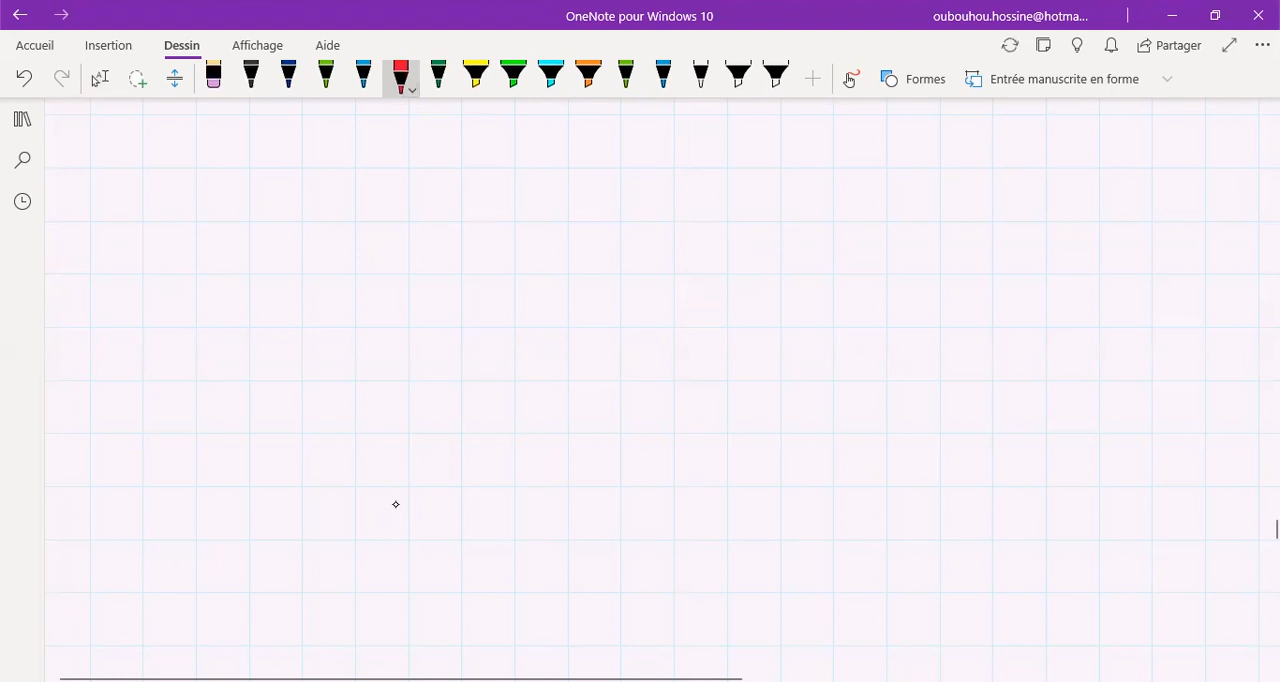 OneNote pour Windows 10
oubouhou.hossine@hotma...
Accueil Insertion Dessin Affichage Aide Partager
Formes Entrée manuscrite en forme